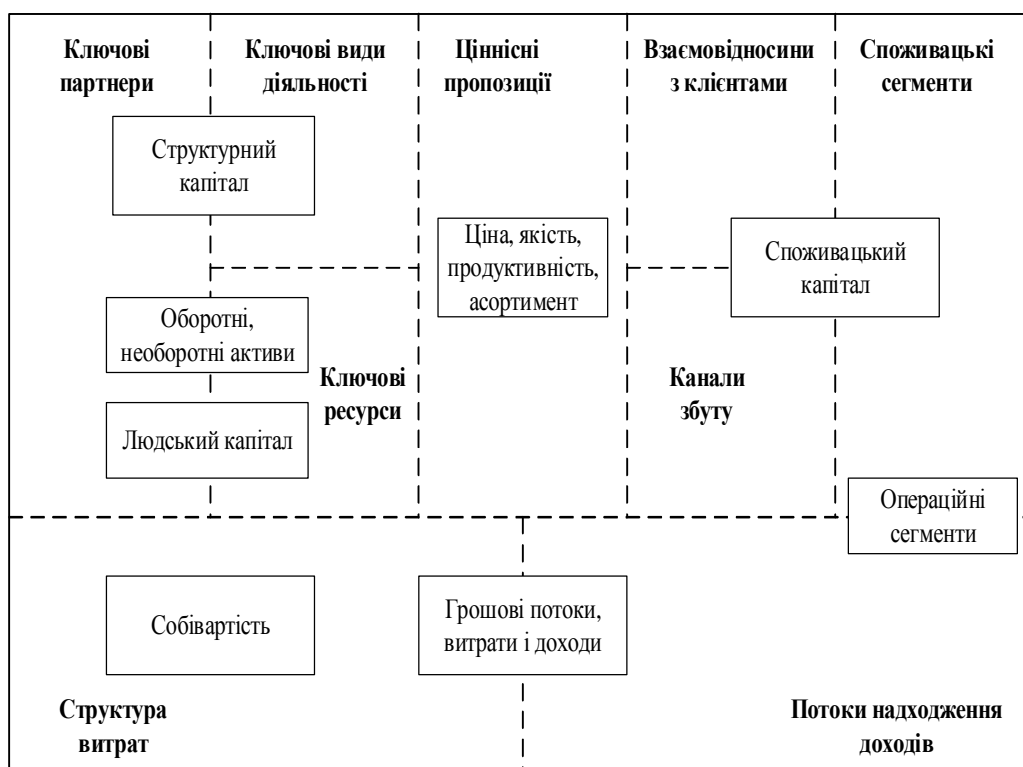 Ключові
партнери
Ключові види
діяльності
Ціннісні
пропозиції
Взаємовідносини
з клієнтами
Споживацькі
сегменти
Структурний
капітал
Ціна, якість,
продуктивність,
асортимент
Споживацький
капітал
Оборотні,
необоротні активи
Ключові
ресурси
Канали
збуту
Людський капітал
Операційні
сегменти
Собівартість
Грошові потоки,
витрати і доходи
Структура
витрат
Потоки надходження
доходів